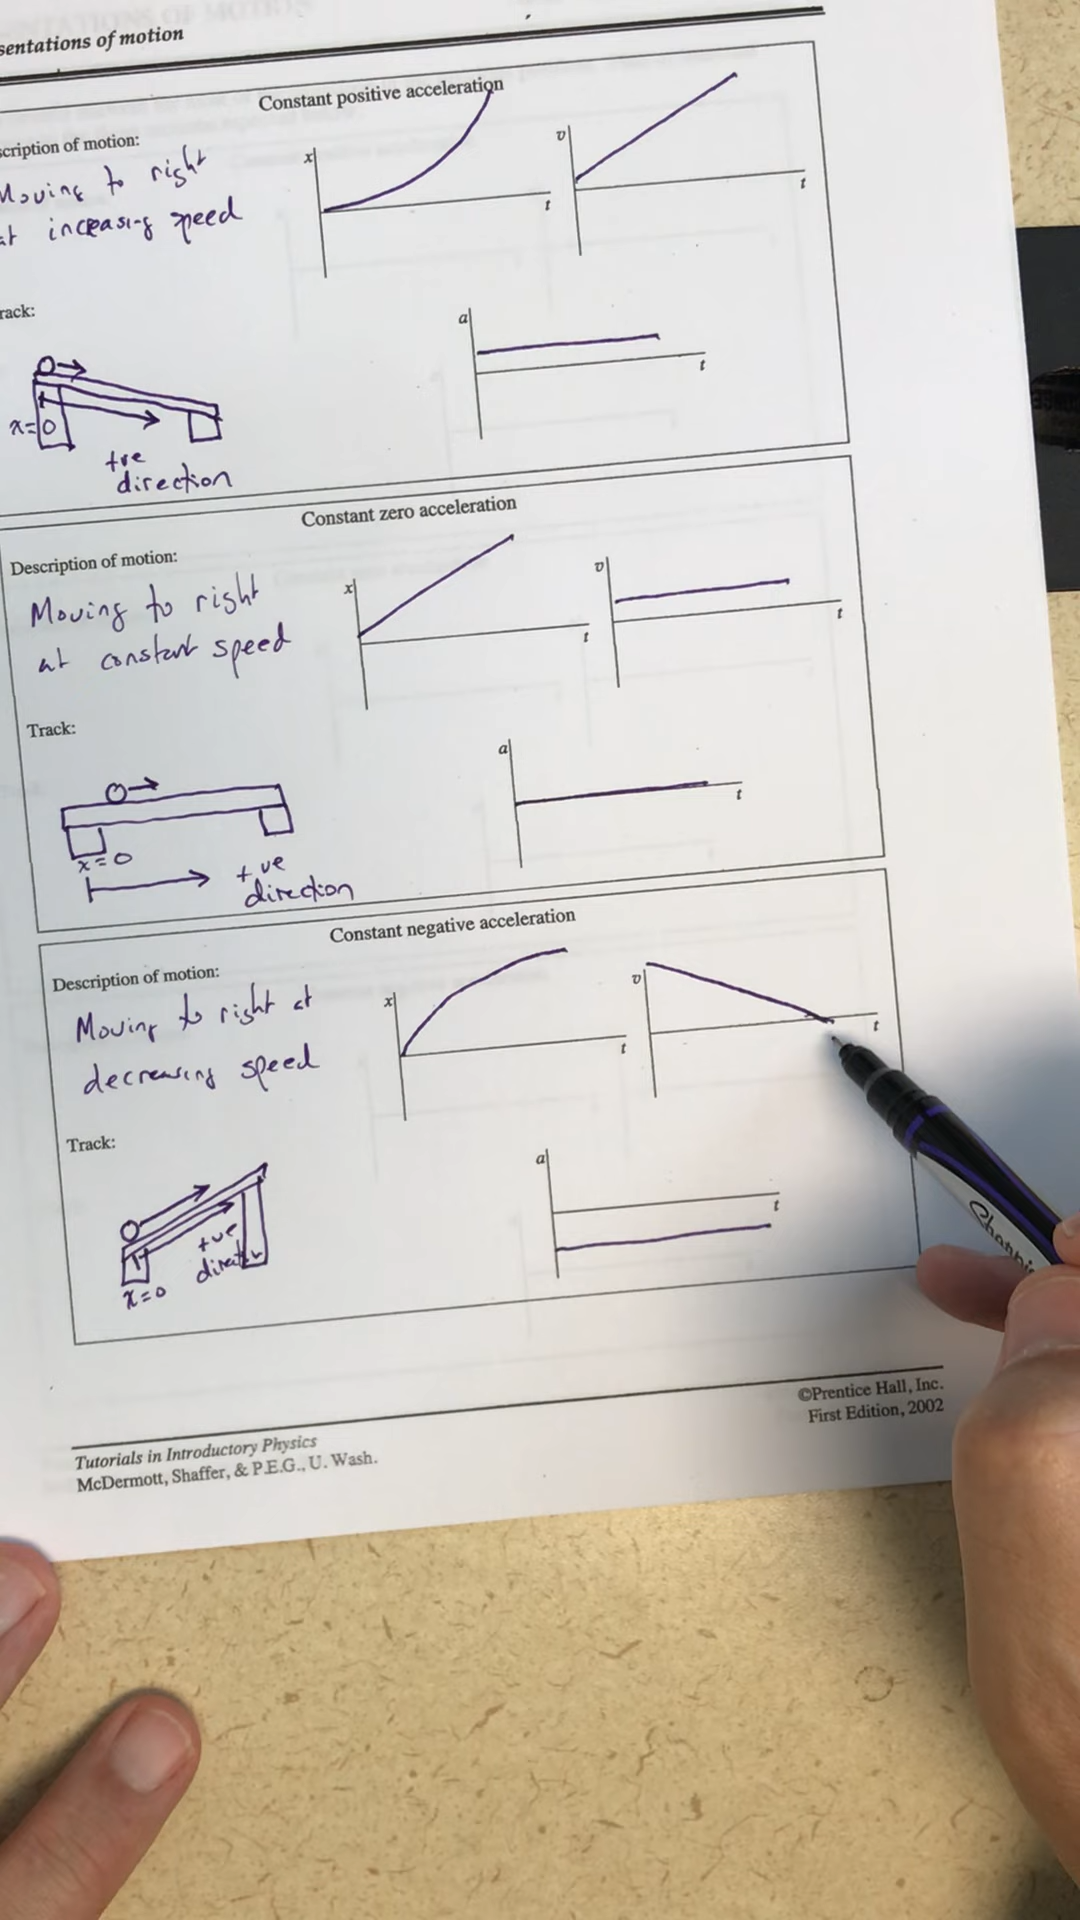 sentations of motion
Constant positive acceleration
scription of motion:
Moving to right
at increasing speed
x
t
v
t
rack:
a
t
x=0
+ve
direction
Constant zero acceleration
Description of motion:
Moving to right
at constant speed
x
t
v
t
Track:
a
t
x=0
+ve
direction
Constant negative acceleration
Description of motion:
Moving to right at
decreasing speed
x
t
v
t
Track:
a
t
+ve
x=0
©Prentice Hall, Inc.
First Edition, 2002
Tutorials in Introductory Physics
McDermott, Shaffer, & P.E.G., U. Wash.